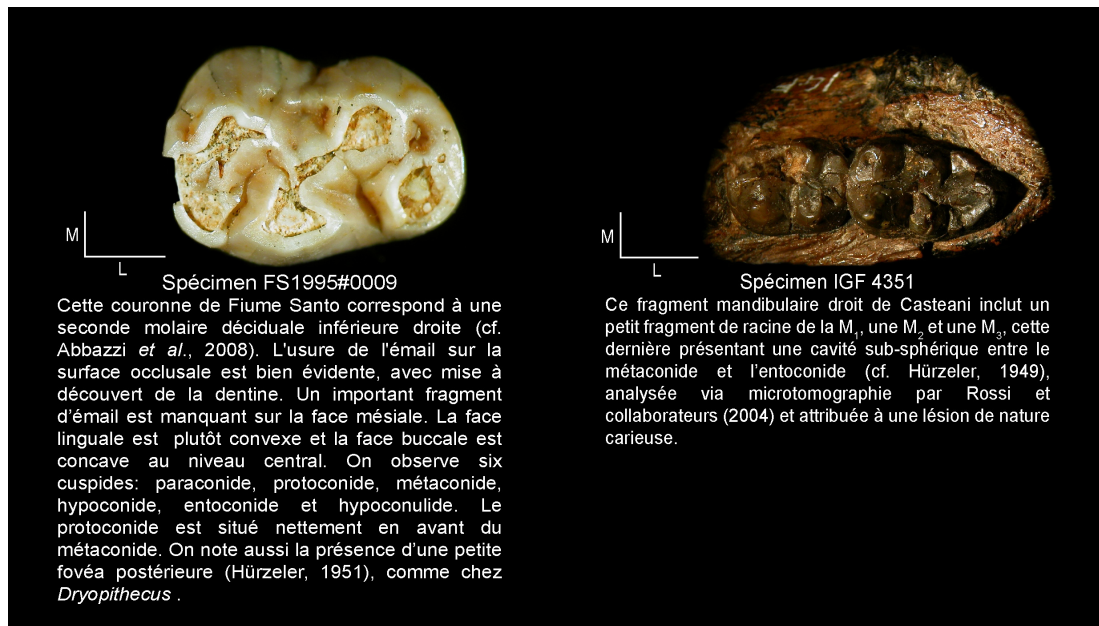 M
L
Spécimen FS1995#0009
Cette couronne de Fiume Santo correspond à une
seconde molaire déciduale inférieure droite (cf.
Abbazzi et al., 2008). L'usure de l'émail sur la
surface occlusale est bien évidente, avec mise à
découvert de la dentine. Un important fragment
d’émail est manquant sur la face mésiale. La face
linguale est plutôt convexe et la face buccale est
concave au niveau central. On observe six
cuspides: paraconide, protoconide, métaconide,
hypoconide, entoconide et hypoconulide. Le
protoconide est situé nettement en avant du
métaconide. On note aussi la présence d’une petite
fovéa postérieure (Hürzeler, 1951), comme chez
Dryopithecus .
M
L
Spécimen IGF 4351
Ce fragment mandibulaire droit de Casteani inclut un
petit fragment de racine de la M1, une M2 et une M3, cette
dernière présentant une cavité sub-sphérique entre le
métaconide et l’entoconide (cf. Hürzeler, 1949),
analysée via microtomographie par Rossi et
collaborateurs (2004) et attribuée à une lésion de nature
carieuse.